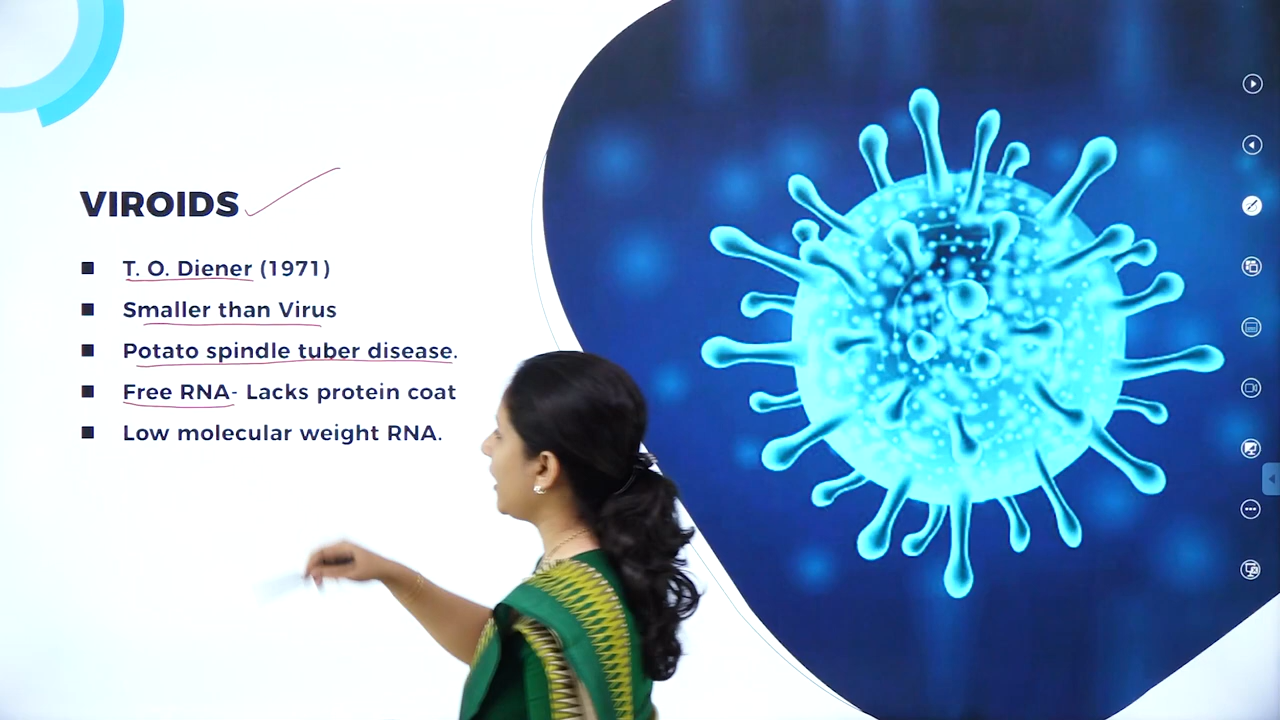 VIROIDS
■ T. O. Diener (1971)
■ Smaller than Virus
■ Potato spindle tuber disease.
■ Free RNA- Lacks protein coat
■ Low molecular weight RNA.